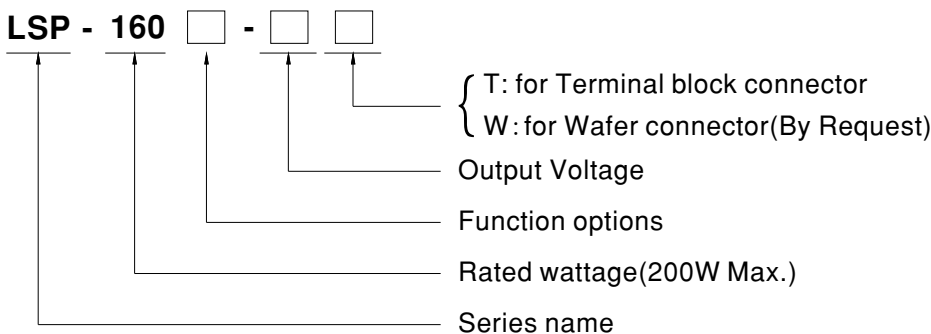 LSP - 160 □ - □ □
T: for Terminal block connector
W: for Wafer connector(By Request)
Output Voltage
Function options
Rated wattage(200W Max.)
Series name